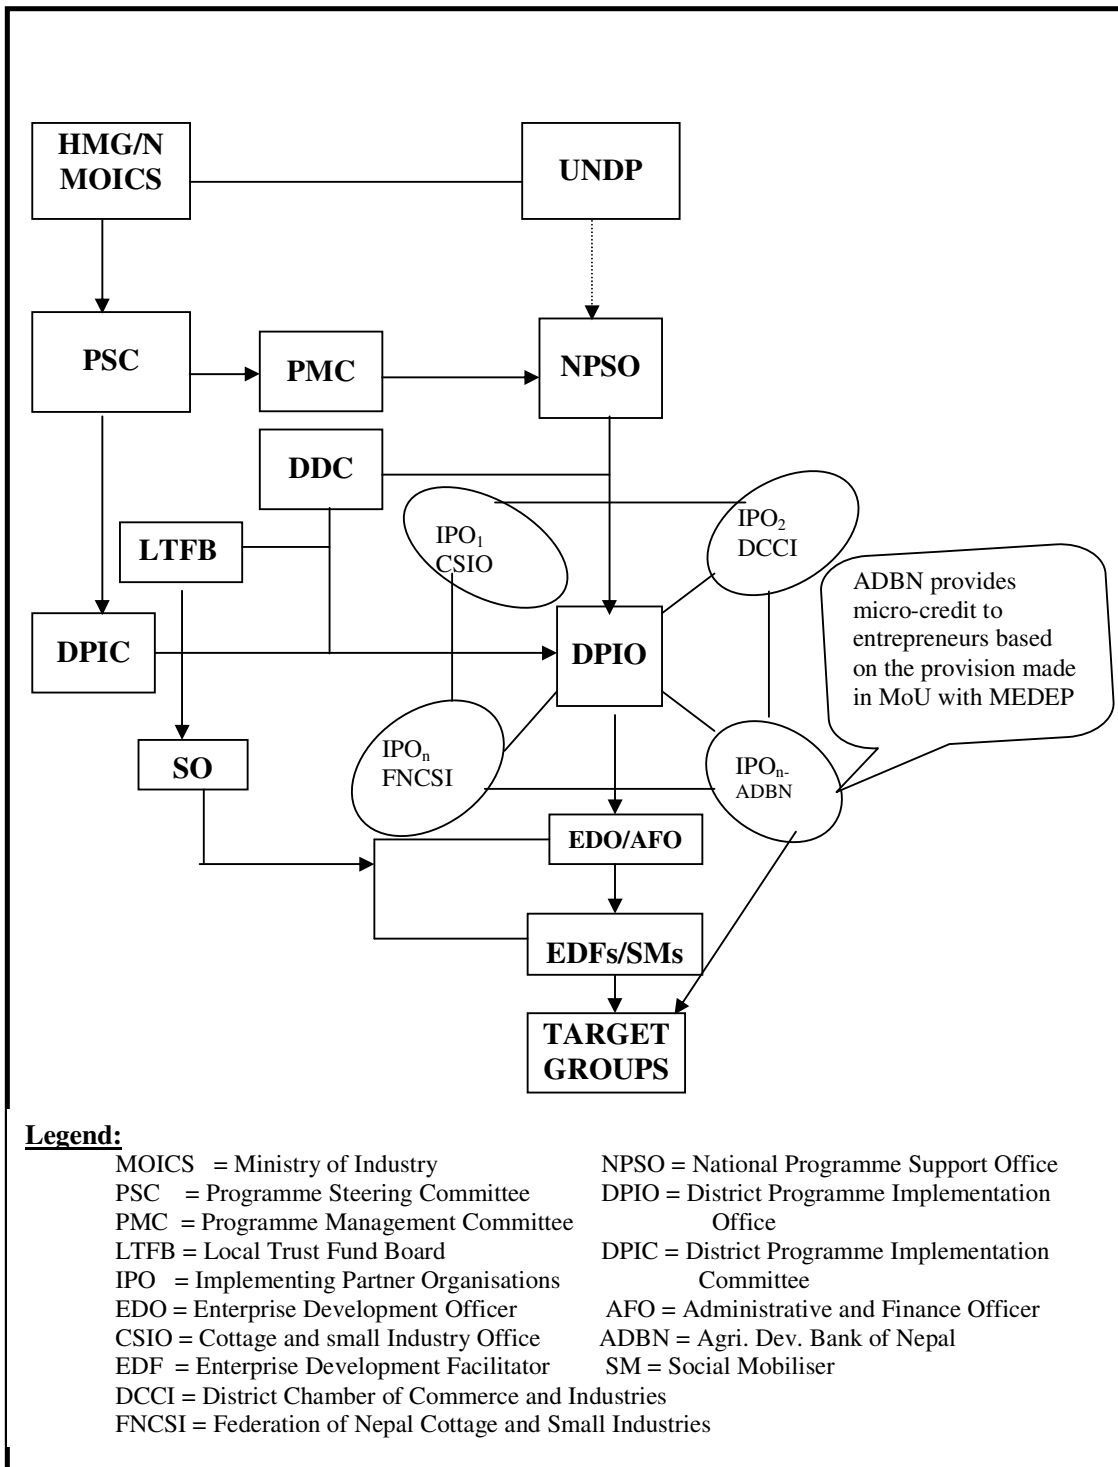 HMG/N
MOICS
UNDP
PSC
PMC
NPSO
DDC
LTFB
IPO1
CSIO
IPO2
DCCI
ADBN provides
micro-credit to
entrepreneurs based
on the provision made
in MoU with MEDEP
DPIC
DPIO
SO
IPOn
FNCSI
IPOn-
ADBN
EDO/AFO
EDFs/SMs
TARGET
GROUPS
Legend:
MOICS = Ministry of Industry
PSC = Programme Steering Committee
PMC = Programme Management Committee
LTFB = Local Trust Fund Board
IPO = Implementing Partner Organisations
EDO = Enterprise Development Officer
CSIO = Cottage and small Industry Office
EDF = Enterprise Development Facilitator
DCCI = District Chamber of Commerce and Industries
FNCSI = Federation of Nepal Cottage and Small Industries
NPSO = National Programme Support Office
DPIO = District Programme Implementation
Office
DPIC = District Programme Implementation
Committee
AFO = Administrative and Finance Officer
ADBN = Agri. Dev. Bank of Nepal
SM = Social Mobiliser